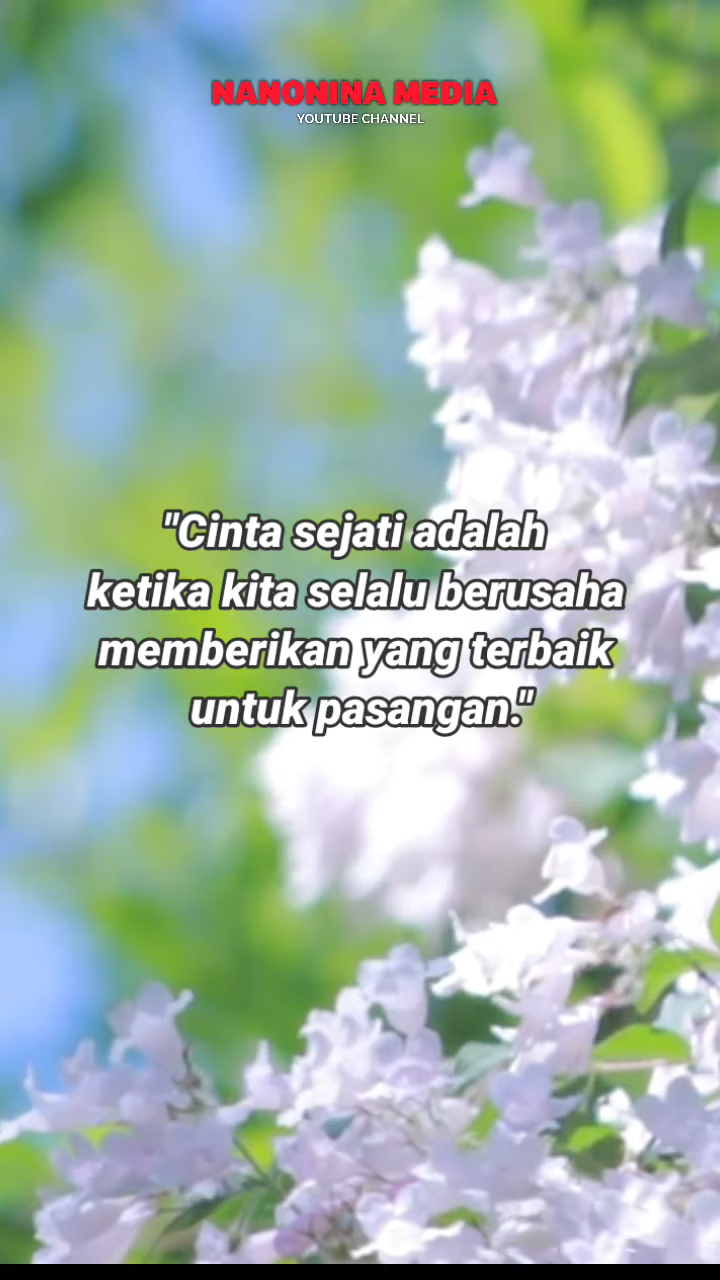 NANONINA MEDIA
YOUTUBE CHANNEL
"Cinta sejati adalah
ketika kita selalu berusaha
memberikan yang terbaik
untuk pasangan."